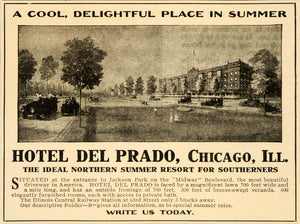 A COOL, DELIGHTFUL PLACE IN SUMMER
HOTEL DEL PRADO, CHICAGO, ILL.
THE IDEAL NORTHERN SUMMER RESORT FOR SOUTHERNERS
SITUATED at the entrance to Jackson Park on the "Midway" Boulevard, the most beautiful
driveway in America. HOTEL DEL PRADO is faced by a magnificent lawn 700 feet wide and
a mile long, and has an outside frontage of 700 feet. 300 feet of breeze-swept veranda. 400
elegantly furnished rooms, each with access to private bath.
The Illinois Central Railway Station at 63rd Street only 3 blocks away.
Our descriptive Folder—B—gives all information, as to special summer rates.
WRITE US TODAY.